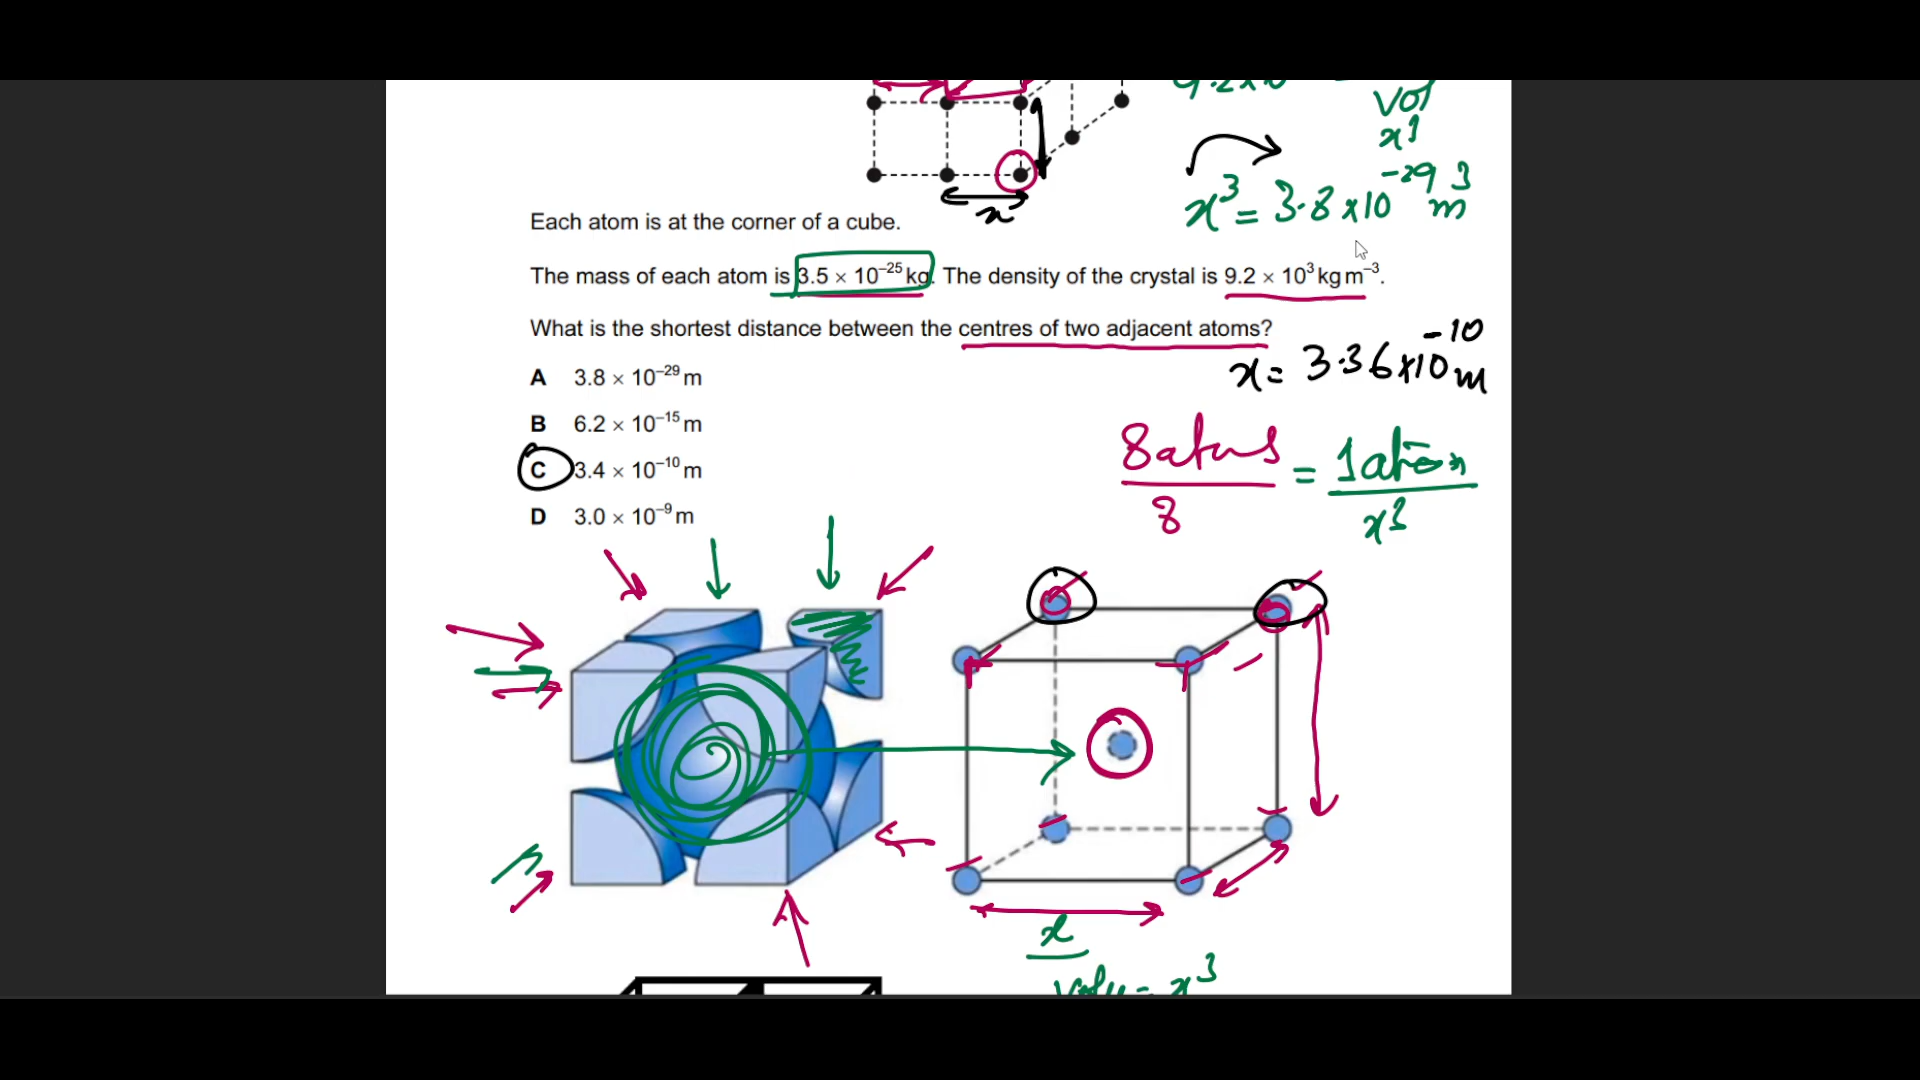 vol
x3
x³ = 3.8 × 10⁻²⁹ m³
x
Each atom is at the corner of a cube.
The mass of each atom is 3.5 × 10⁻²⁵ kg. The density of the crystal is 9.2 × 10³ kg m⁻³.
What is the shortest distance between the centres of two adjacent atoms?
x = 3.36 × 10⁻¹⁰ m
A 3.8 × 10⁻²⁹ m
B 6.2 × 10⁻¹⁵ m
C 3.4 × 10⁻¹⁰ m
D 3.0 × 10⁻⁹ m
8 atoms
8
=
1 atom
x³
x
= x³